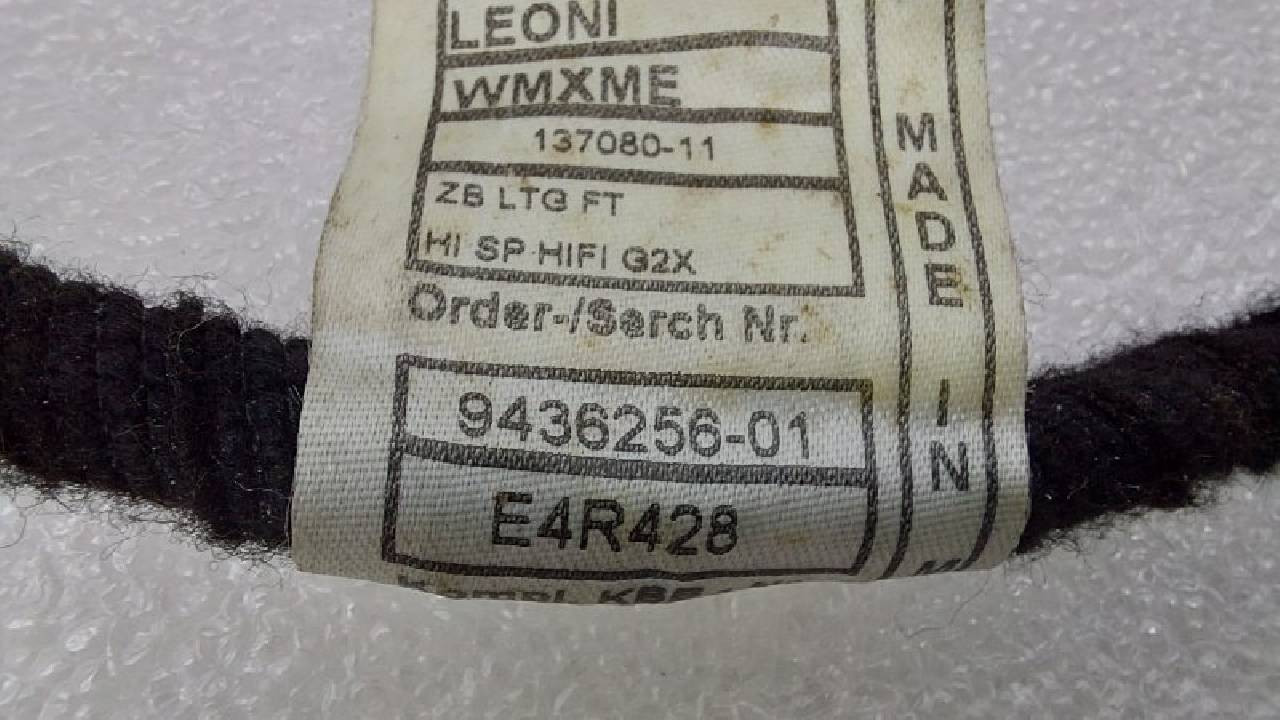 LEONI
WMXME
137080-11
ZB LTG FT
HI SP HIFI G2X
Order-/Serch Nr.
9436256-01
E4R428
KBF
MADE IN